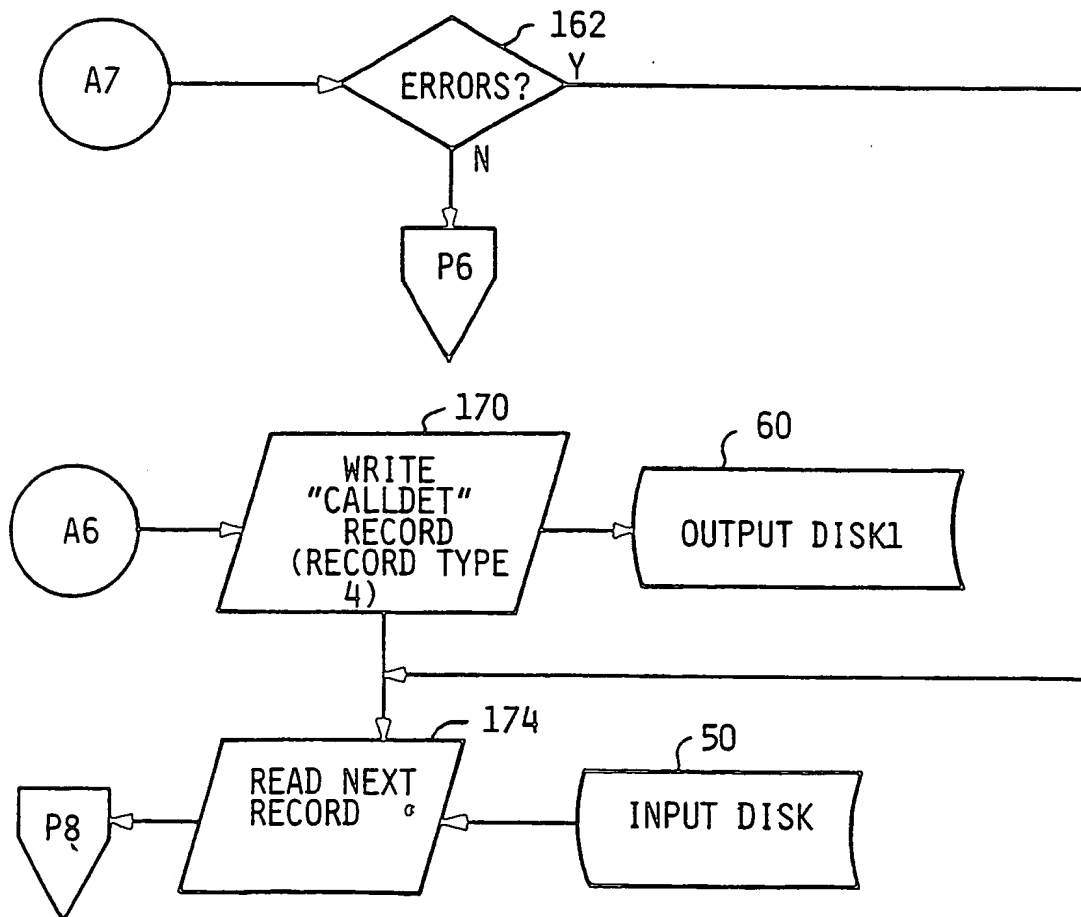 162
A7
ERRORS?
Y
N
P6
170
60
A6
WRITE
"CALLDET"
RECORD
(RECORD TYPE
4)
OUTPUT DISK1
174
50
READ NEXT
RECORD
INPUT DISK
P8